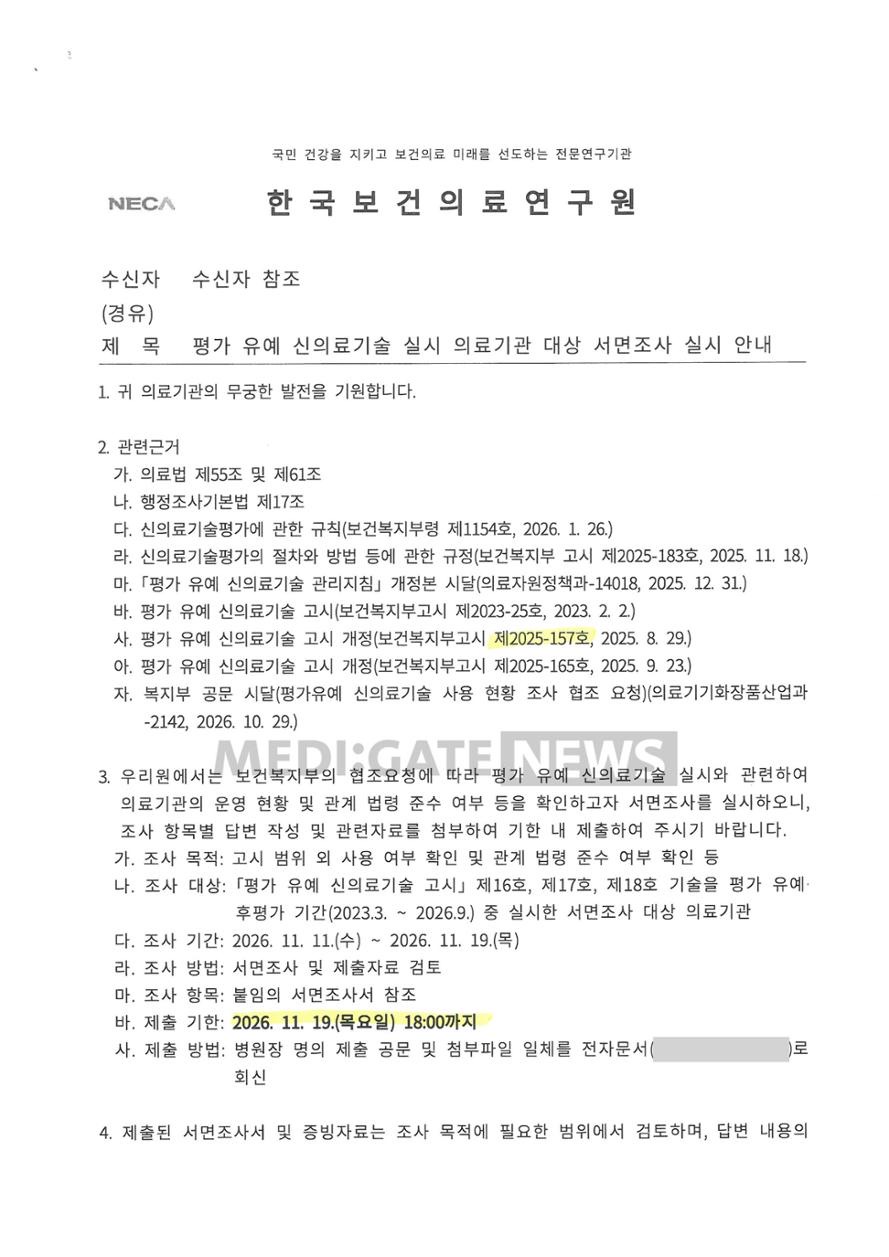 국민 건강을 지키고 보건의료 미래를 선도하는 전문연구기관
NECA 한국보건의료연구원
수신자 수신자 참조
(경유)
제 목 평가 유예 신의료기술 실시 의료기관 대상 서면조사 실시 안내
1. 귀 의료기관의 무궁한 발전을 기원합니다.
2. 관련근거
가. 의료법 제55조 및 제61조
나. 행정조사기본법 제17조
다. 신의료기술평가에 관한 규칙(보건복지부령 제1154호, 2026. 1. 26.)
라. 신의료기술평가의 절차와 방법 등에 관한 규정(보건복지부 고시 제2025-183호, 2025. 11. 18.)
마. 「평가 유예 신의료기술 관리지침」 개정본 시달(의료자원정책과-14018, 2025. 12. 31.)
바. 평가 유예 신의료기술 고시(보건복지부고시 제2023-25호, 2023. 2. 2.)
사. 평가 유예 신의료기술 고시 개정(보건복지부고시 제2025-157호, 2025. 8. 29.)
아. 평가 유예 신의료기술 고시 개정(보건복지부고시 제2025-165호, 2025. 9. 23.)
자. 복지부 공문 시달(평가유예 신의료기술 사용 현황 조사 협조 요청)(의료기기화장품산업과
-2142, 2026. 10. 29.)
MEDI:GATE NEWS
3. 우리원에서는 보건복지부의 협조요청에 따라 평가 유예 신의료기술 실시와 관련하여
의료기관의 운영 현황 및 관계 법령 준수 여부 등을 확인하고자 서면조사를 실시하오니,
조사 항목별 답변 작성 및 관련자료를 첨부하여 기한 내 제출하여 주시기 바랍니다.
가. 조사 목적: 고시 범위 외 사용 여부 확인 및 관계 법령 준수 여부 확인 등
나. 조사 대상: 「평가 유예 신의료기술 고시」 제16호, 제17호, 제18호 기술을 평가 유예·
후평가 기간(2023.3. ~ 2026.9.) 중 실시한 서면조사 대상 의료기관
다. 조사 기간: 2026. 11. 11.(수) ~ 2026. 11. 19.(목)
라. 조사 방법: 서면조사 및 제출자료 검토
마. 조사 항목: 붙임의 서면조사서 참조
바. 제출 기한: 2026. 11. 19.(목요일) 18:00까지
사. 제출 방법: 병원장 명의 제출 공문 및 첨부파일 일체를 전자문서( )로
회신
4. 제출된 서면조사서 및 증빙자료는 조사 목적에 필요한 범위에서 검토하며, 답변 내용의